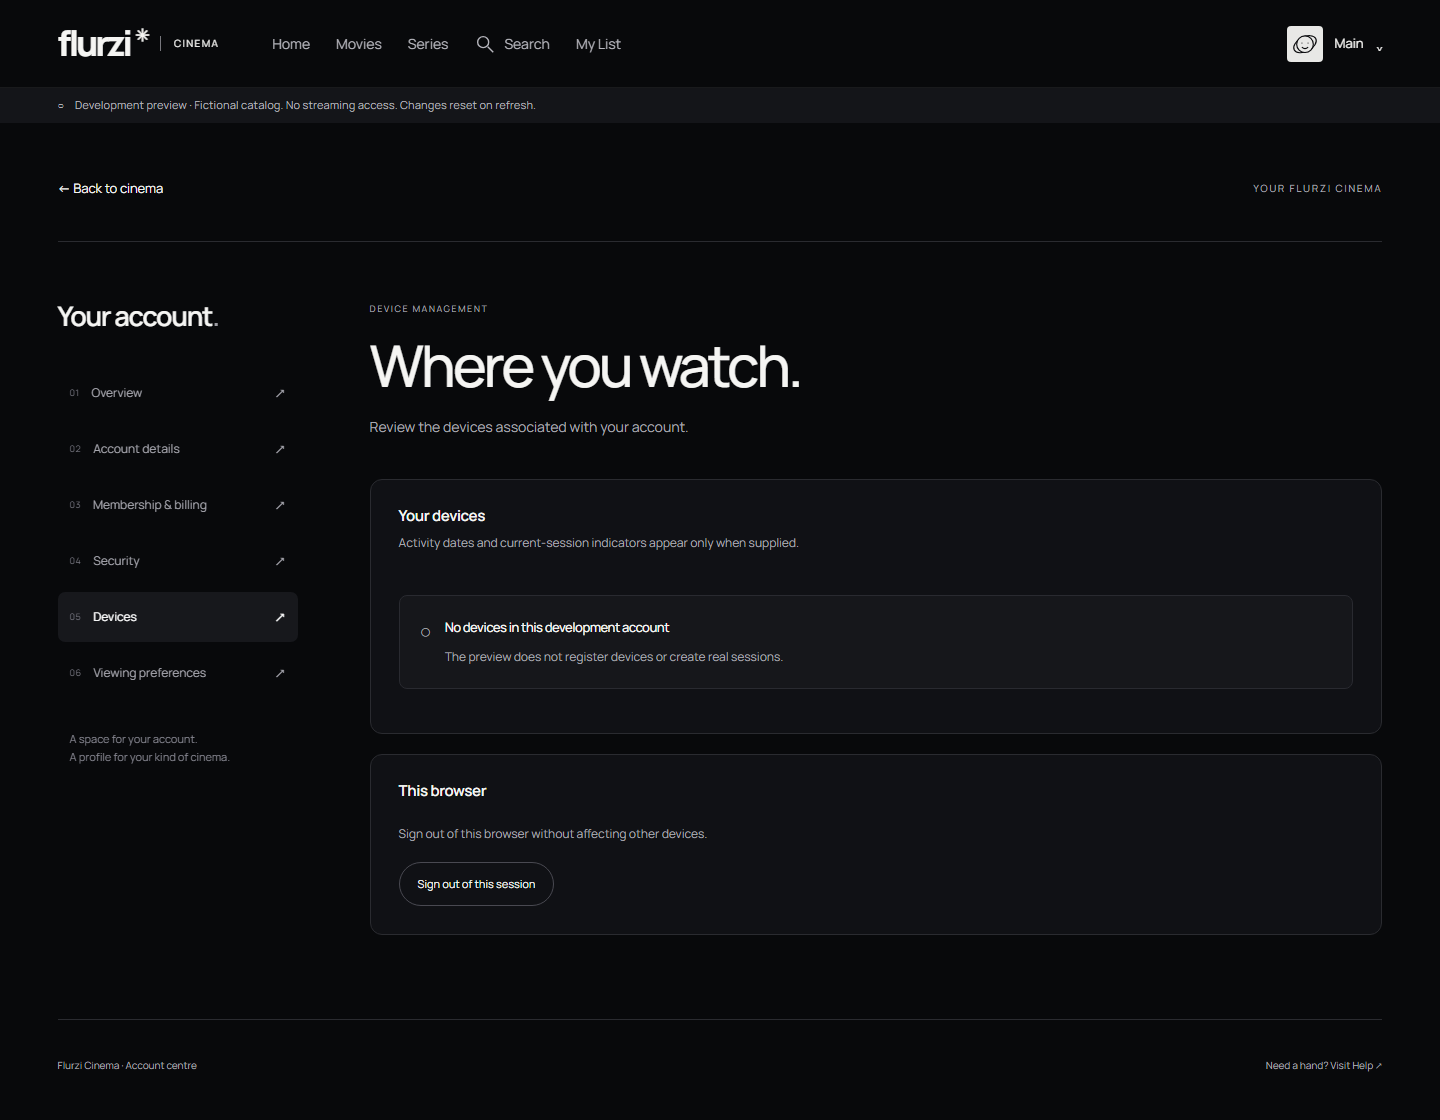 flurzi* | CINEMA
Home Movies Series Search My List
Main
Development preview · Fictional catalog. No streaming access. Changes reset on refresh.
← Back to cinema
YOUR FLURZI CINEMA
Your account.
01 Overview ↗
02 Account details ↗
03 Membership & billing ↗
04 Security ↗
05 Devices ↗
06 Viewing preferences ↗
A space for your account.
A profile for your kind of cinema.
DEVICE MANAGEMENT
Where you watch.
Review the devices associated with your account.
Your devices
Activity dates and current-session indicators appear only when supplied.
No devices in this development account
The preview does not register devices or create real sessions.
This browser
Sign out of this browser without affecting other devices.
Sign out of this session
Flurzi Cinema · Account centre
Need a hand? Visit Help ↗